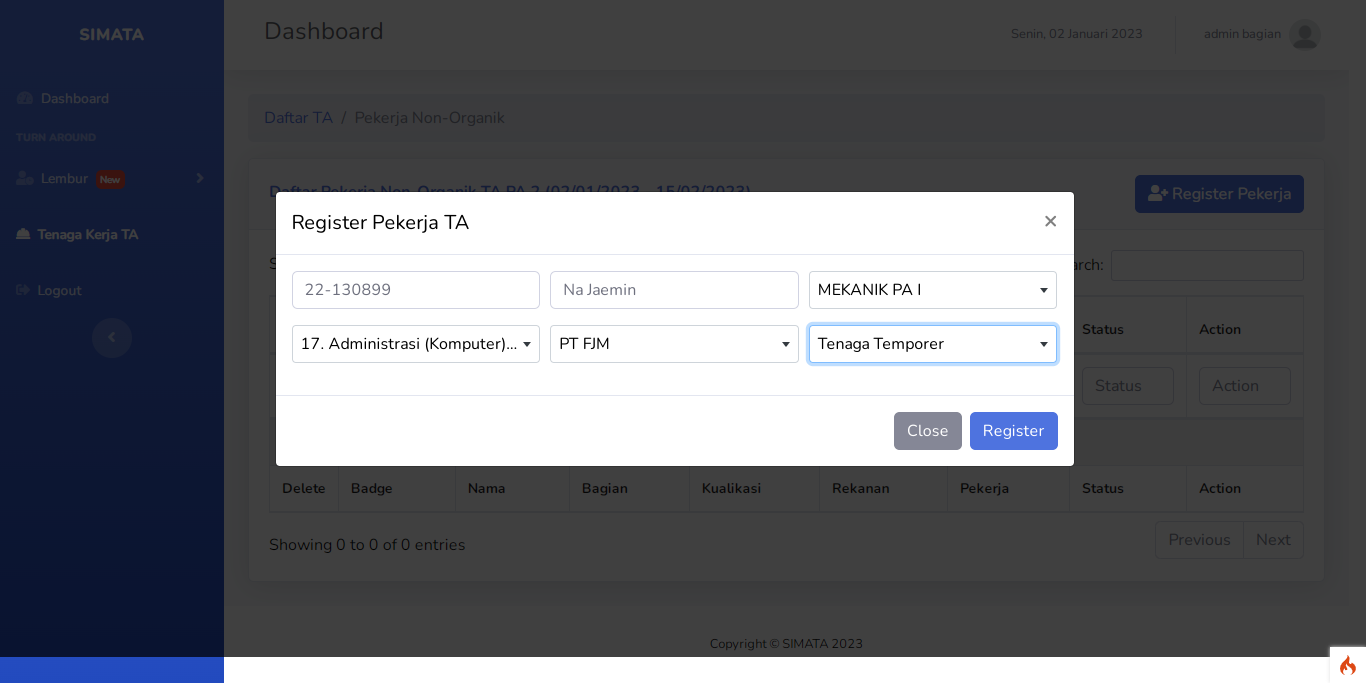 SIMATA
Dashboard
Senin, 02 Januari 2023
admin bagian
Dashboard
TURN AROUND
Lembur New
Tenaga Kerja TA
Logout
Daftar TA / Pekerja Non-Organik
Daftar Pekerja Non-Organik TA PA 2 (02/01/2023 - 15/02/2023)
Register Pekerja
Register Pekerja TA
×
arch:
22-130899
Na Jaemin
MEKANIK PA I
17. Administrasi (Komputer)...
PT FJM
Tenaga Temporer
Close
Register
Status Action
Status Action
Delete Badge Nama Bagian Kualikasi Rekanan Pekerja Status Action
Showing 0 to 0 of 0 entries
Previous Next
Copyright © SIMATA 2023